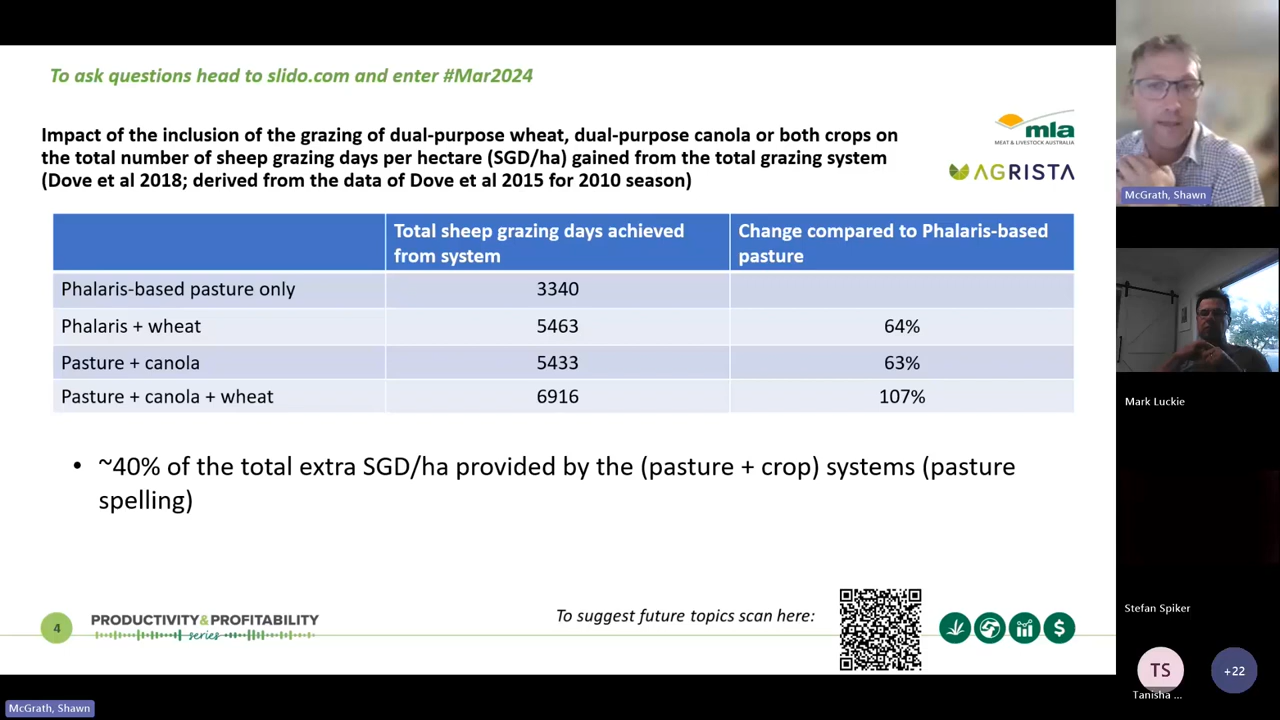 To ask questions head to slido.com and enter #Mar2024
Impact of the inclusion of the grazing of dual-purpose wheat, dual-purpose canola or both crops on
the total number of sheep grazing days per hectare (SGD/ha) gained from the total grazing system
(Dove et al 2018; derived from the data of Dove et al 2015 for 2010 season)
mla
MEAT & LIVESTOCK AUSTRALIA
AGRISTA
Total sheep grazing days achieved
from system
Change compared to Phalaris-based
pasture
Phalaris-based pasture only
3340
Phalaris + wheat
5463
64%
Pasture + canola
5433
63%
Pasture + canola + wheat
6916
107%
• ~40% of the total extra SGD/ha provided by the (pasture + crop) systems (pasture
spelling)
4
PRODUCTIVITY&PROFITABILITY
series
To suggest future topics scan here:
$
McGrath, Shawn
Mark Luckie
Stefan Spiker
TS
Tanisha ...
+22
McGrath, Shawn